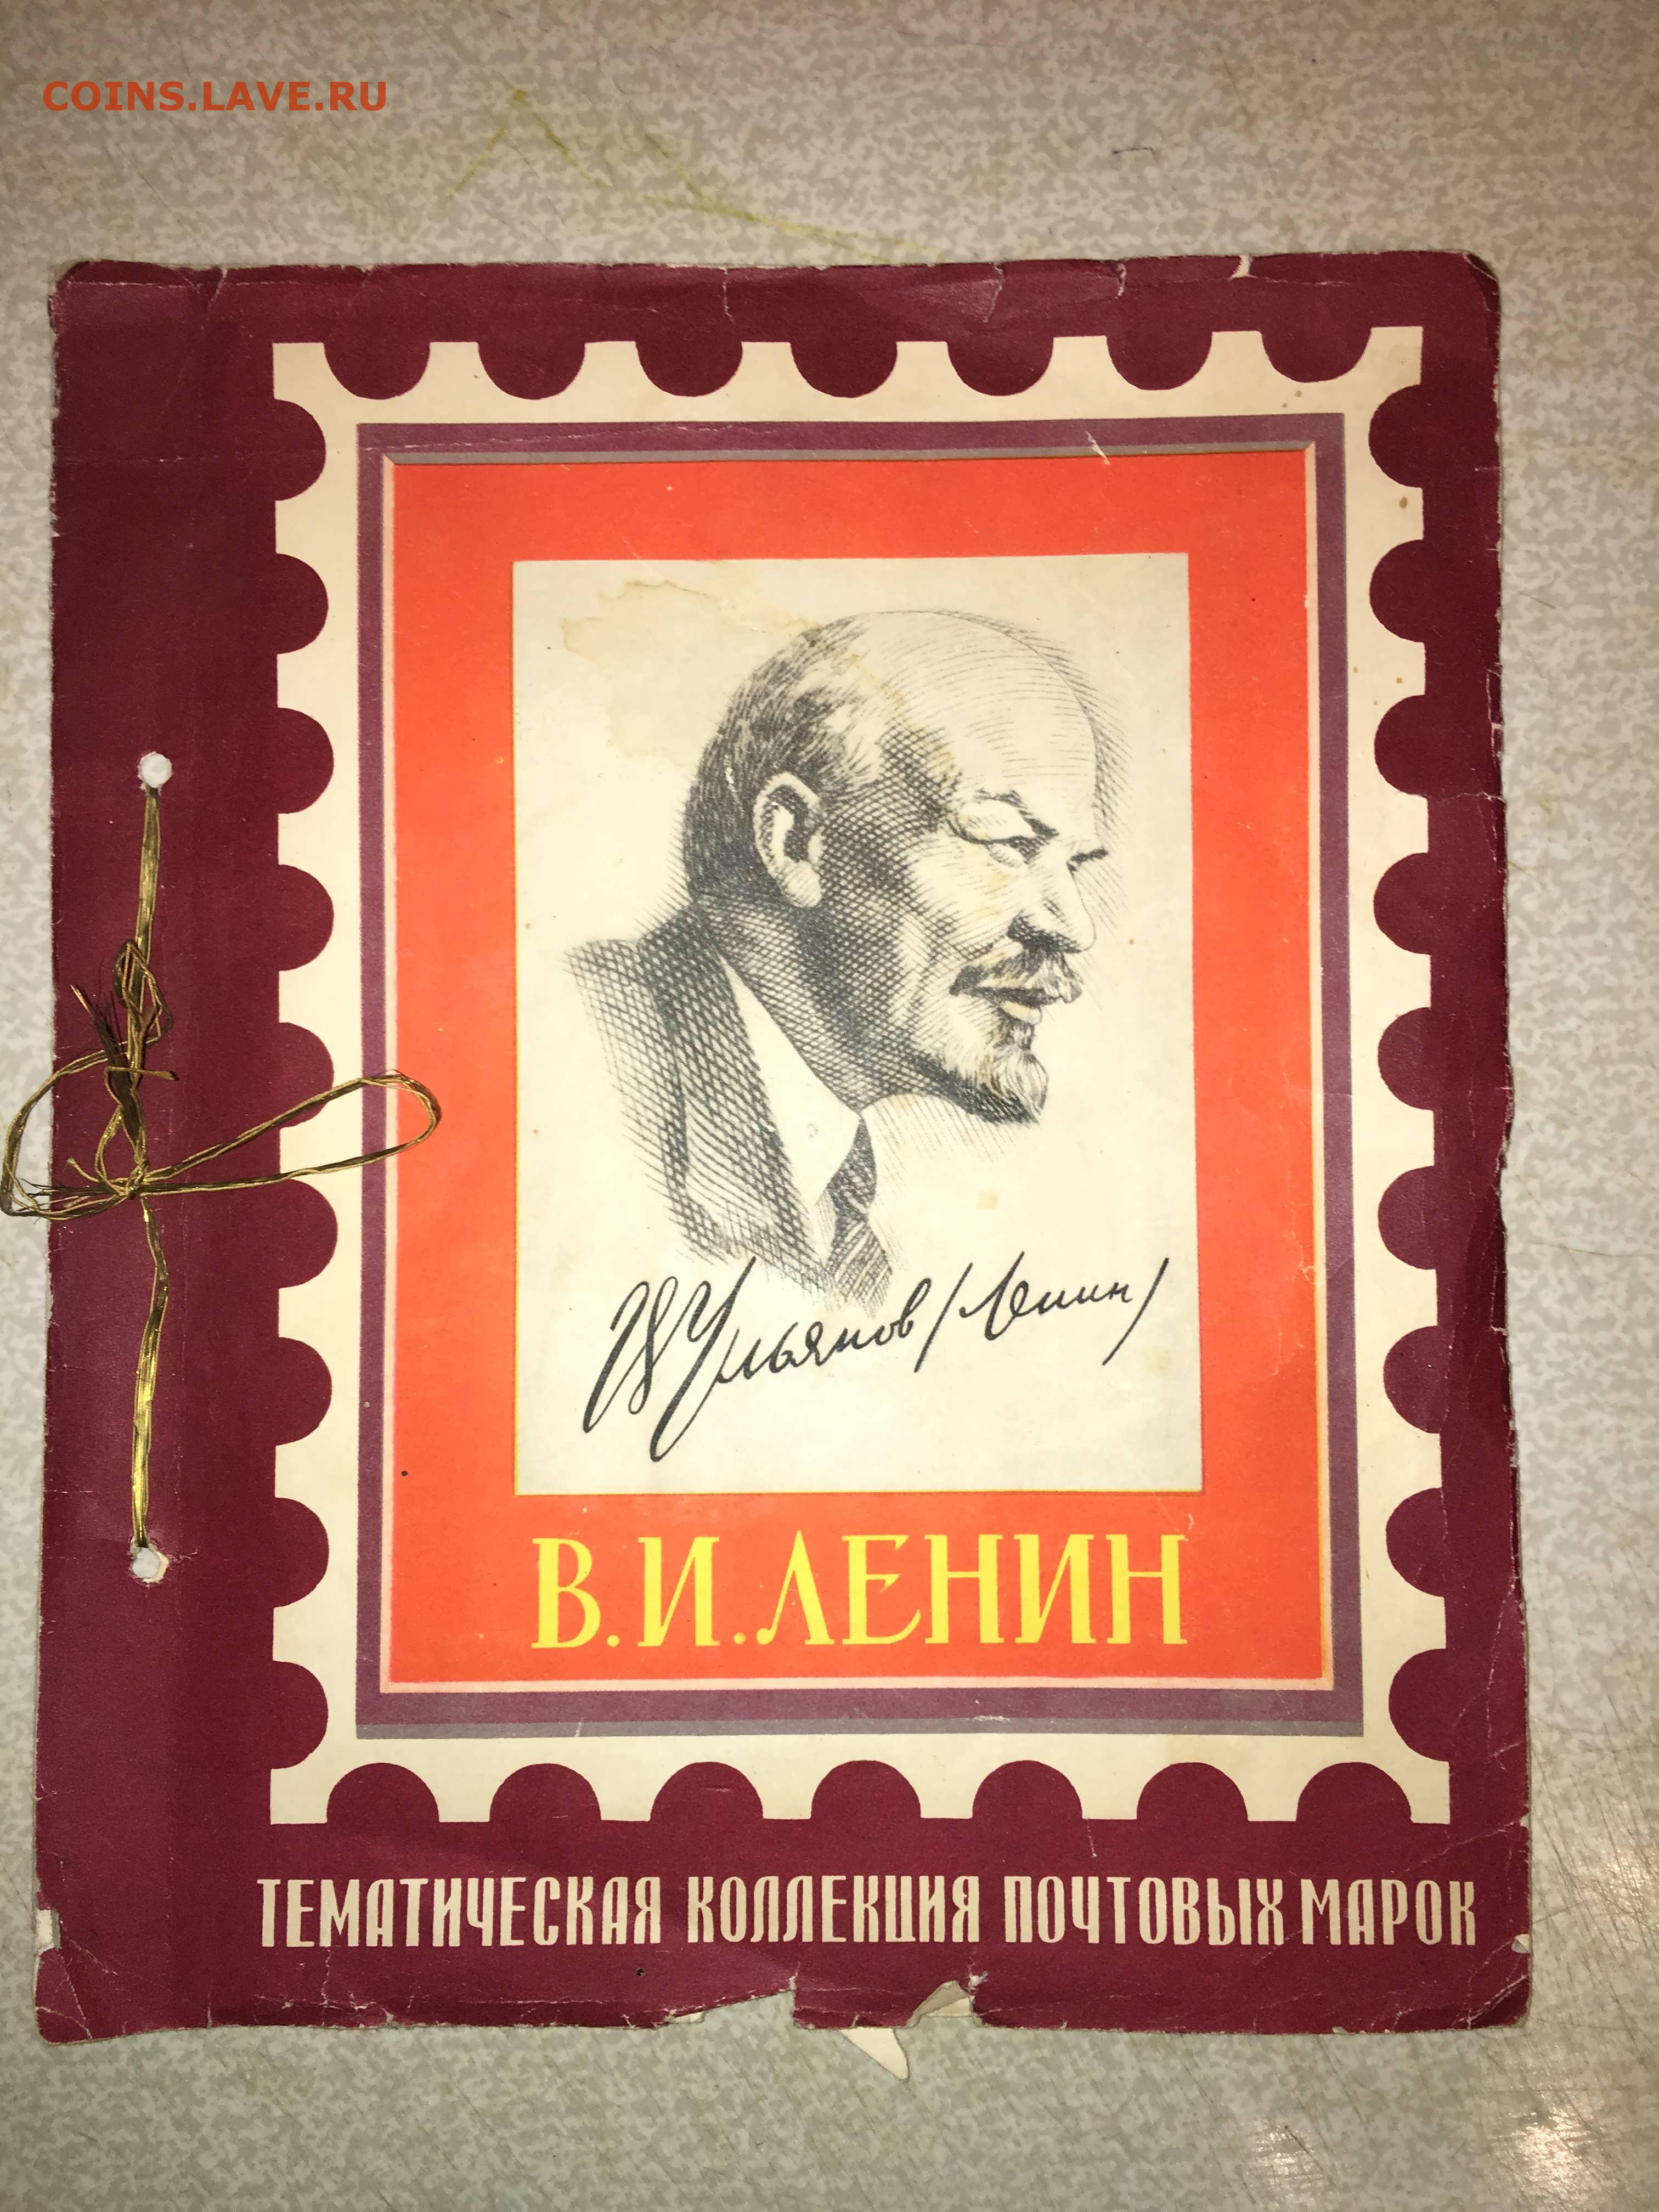 COINS.LAVE.RU
В Ульянов (Ленин)
В.И.ЛЕНИН
ТЕМАТИЧЕСКАЯ КОЛЛЕКЦИЯ ПОЧТОВЫХ МАРОК